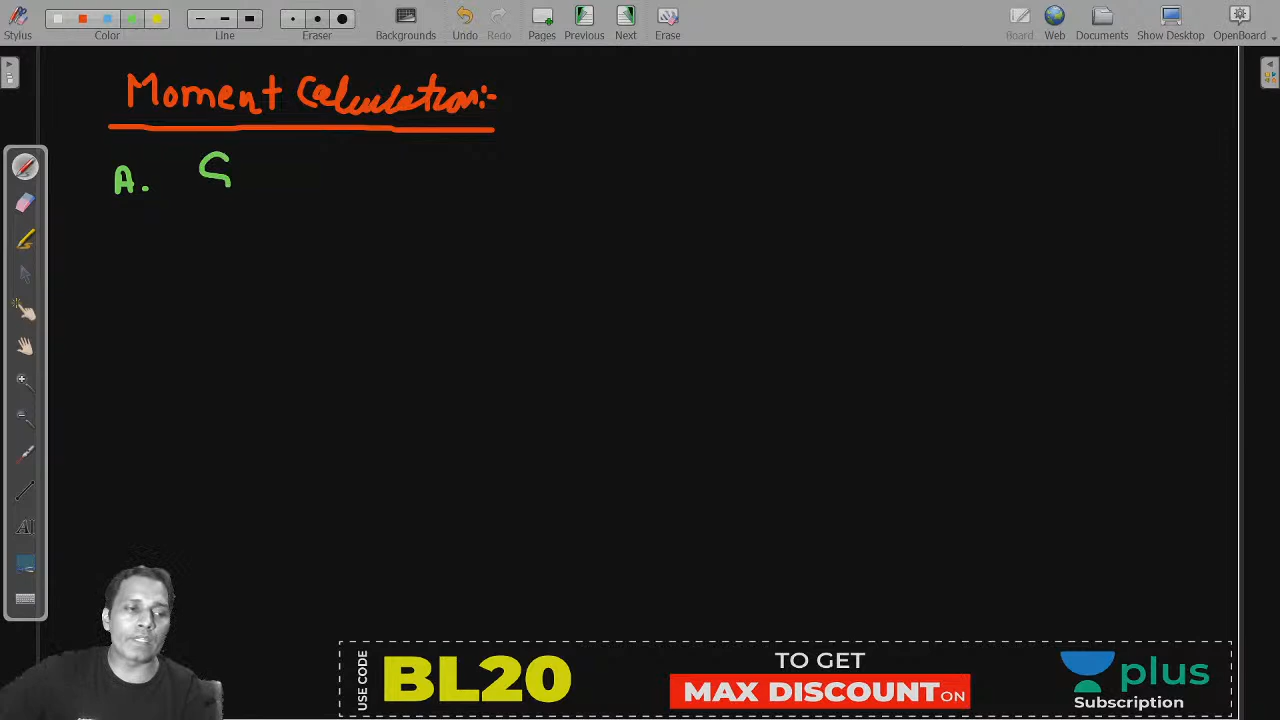 Stylus Color Line Eraser Backgrounds Undo Redo Pages Previous Next Erase Board Web Documents Show Desktop OpenBoard
Moment Calculation:-
A. S
USE CODE
BL20
TO GET
MAX DISCOUNT ON
plus
Subscription